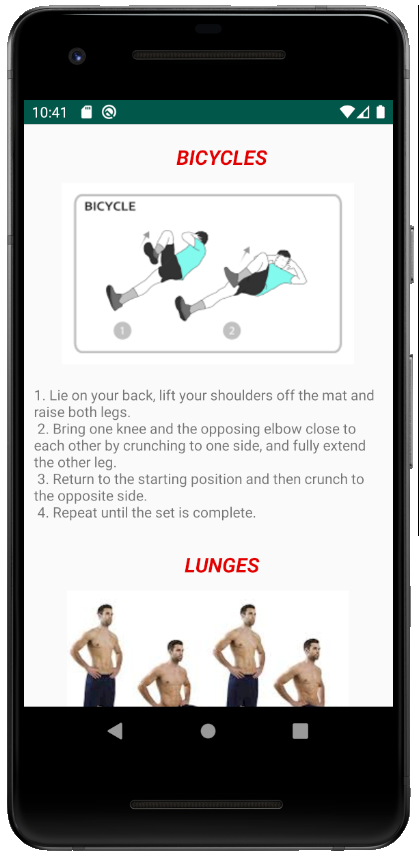 10:41
BICYCLES
BICYCLE
1
2
1. Lie on your back, lift your shoulders off the mat and
raise both legs.
2. Bring one knee and the opposing elbow close to
each other by crunching to one side, and fully extend
the other leg.
3. Return to the starting position and then crunch to
the opposite side.
4. Repeat until the set is complete.
LUNGES